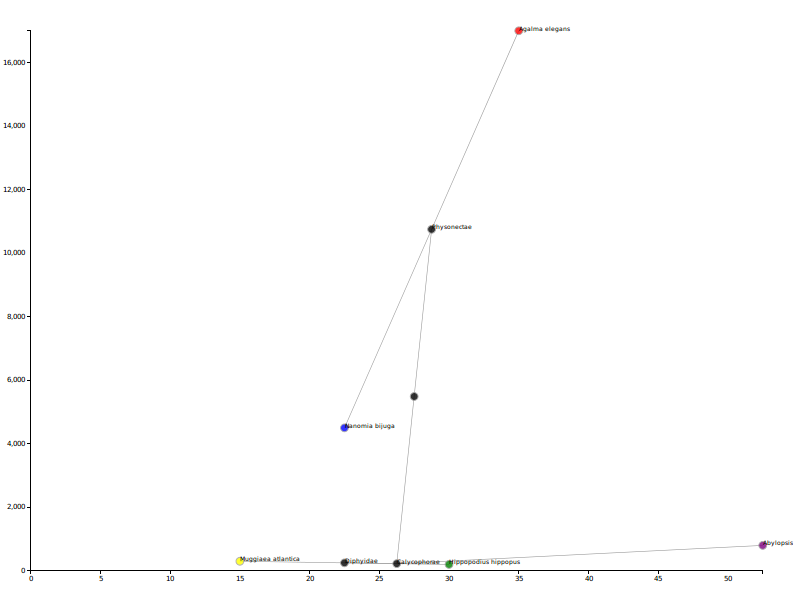 Agalma elegans
16,000
14,000
12,000
Physonectae
10,000
8,000
6,000
Nanomia bijuga
4,000
2,000
Abylopsis
Muggiaea atlantica
Diphyidae
Calycophorae
Hippopodius hippopus
0
0 5 10 15 20 25 30 35 40 45 50